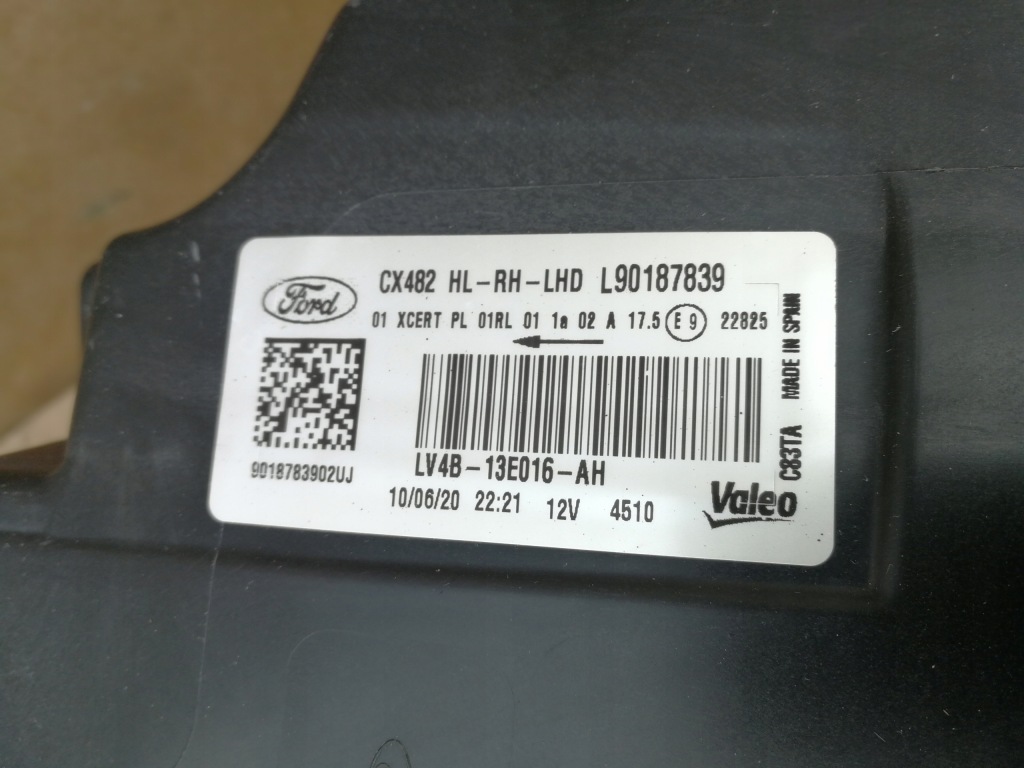 Ford
CX482 HL-RH-LHD L90187839
01 XCERT PL 01RL 01 1a 02 A 17.5 E9 22825
9018783902UJ
LV4B-13E016-AH
10/06/20 22:21 12V 4510
Valeo
C83TA MADE IN SPAIN